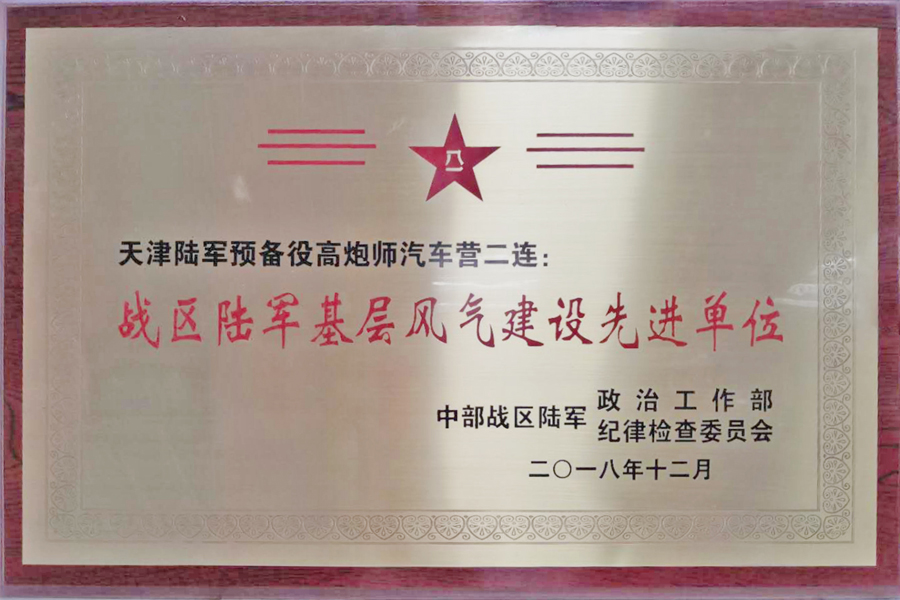 八一
天津陆军预备役高炮师汽车营二连：
战区陆军基层风气建设先进单位
中部战区陆军 政治工作部
纪律检查委员会
二〇一八年十二月